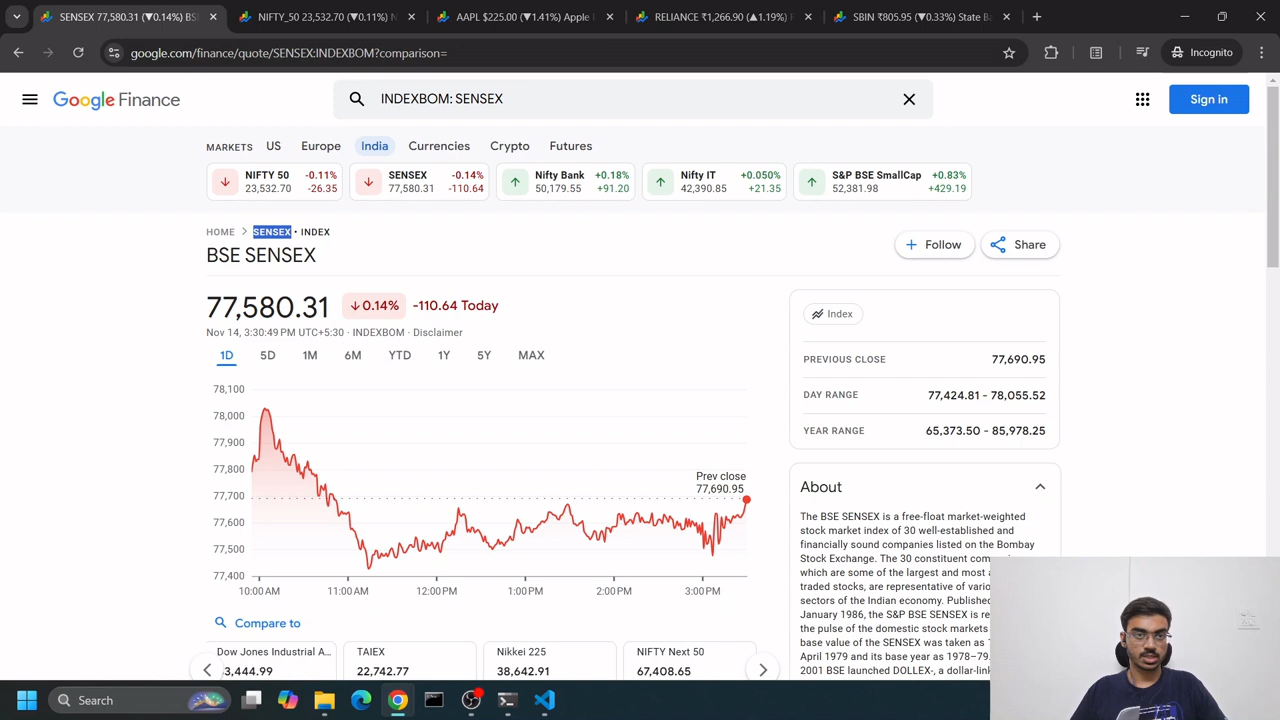 SENSEX 77,580.31 (▼0.14%) BS
NIFTY_50 23,532.70 (▼0.11%) N
AAPL $225.00 (▼1.41%) Apple
RELIANCE ₹1,266.90 (▲1.19%) F
SBIN ₹805.95 (▼0.33%) State Ba
google.com/finance/quote/SENSEX:INDEXBOM?comparison=
Incognito
Google Finance
INDEXBOM: SENSEX
Sign in
MARKETS US Europe India Currencies Crypto Futures
NIFTY 50 -0.11%
23,532.70 -26.35
SENSEX -0.14%
77,580.31 -110.64
Nifty Bank +0.18%
50,179.55 +91.20
Nifty IT +0.050%
42,390.85 +21.35
S&P BSE SmallCap +0.83%
52,381.98 +429.19
HOME > SENSEX • INDEX
BSE SENSEX
+ Follow
Share
77,580.31 ↓0.14% -110.64 Today
Nov 14, 3:30:49 PM UTC+5:30 · INDEXBOM · Disclaimer
1D 5D 1M 6M YTD 1Y 5Y MAX
78,100
78,000
77,900
77,800
77,700
77,600
77,500
77,400
Prev close
77,690.95
10:00 AM 11:00 AM 12:00 PM 1:00 PM 2:00 PM 3:00 PM
Compare to
Dow Jones Industrial A...
3,444.99
TAIEX
22,742.77
Nikkei 225
38,642.91
NIFTY Next 50
67,408.65
Index
PREVIOUS CLOSE 77,690.95
DAY RANGE 77,424.81 - 78,055.52
YEAR RANGE 65,373.50 - 85,978.25
About
The BSE SENSEX is a free-float market-weighted
stock market index of 30 well-established and
financially sound companies listed on the Bombay
Stock Exchange. The 30 constituent com
which are some of the largest and most a
traded stocks, are representative of vario
sectors of the Indian economy. Published
January 1986, the S&P BSE SENSEX is re
the pulse of the domestic stock markets
base value of the SENSEX was taken as
April 1979 and its base year as 1978–79.
2001 BSE launched DOLLEX-, a dollar-link
Search